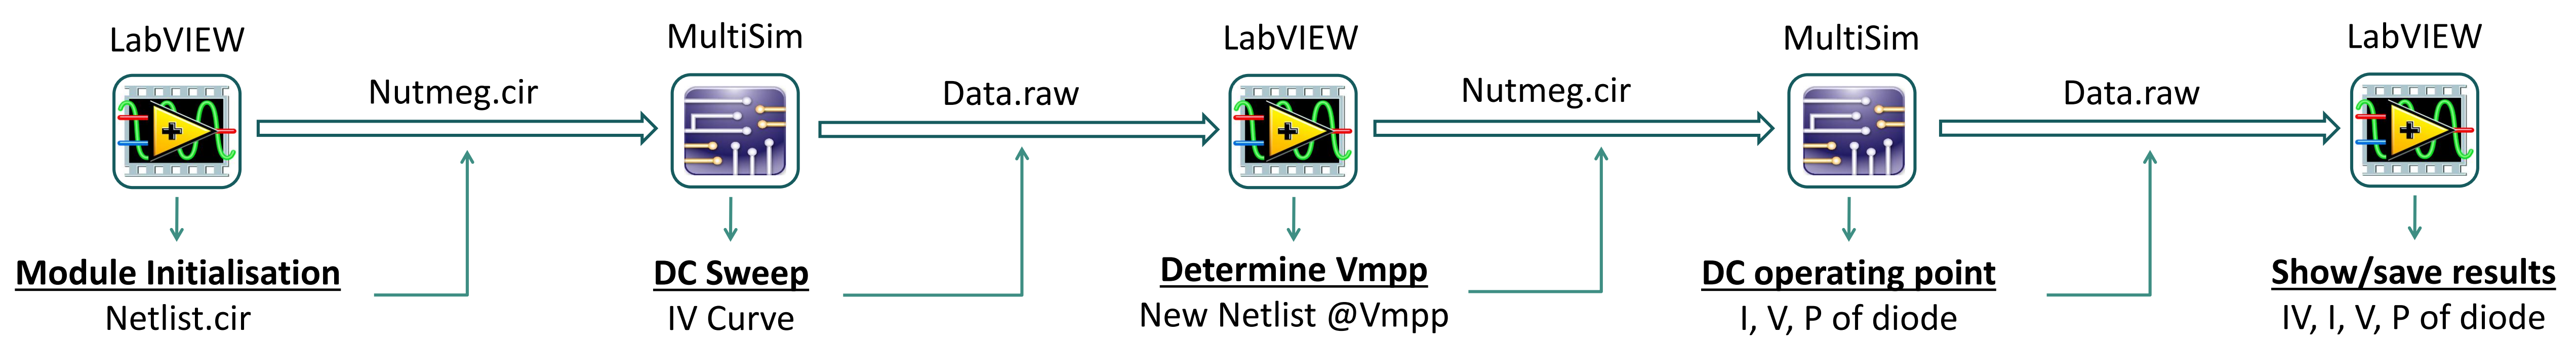 LabVIEW
Nutmeg.cir
MultiSim
Data.raw
LabVIEW
Nutmeg.cir
MultiSim
Data.raw
LabVIEW
Module Initialisation
Netlist.cir
DC Sweep
IV Curve
Determine Vmpp
New Netlist @Vmpp
DC operating point
I, V, P of diode
Show/save results
IV, I, V, P of diode